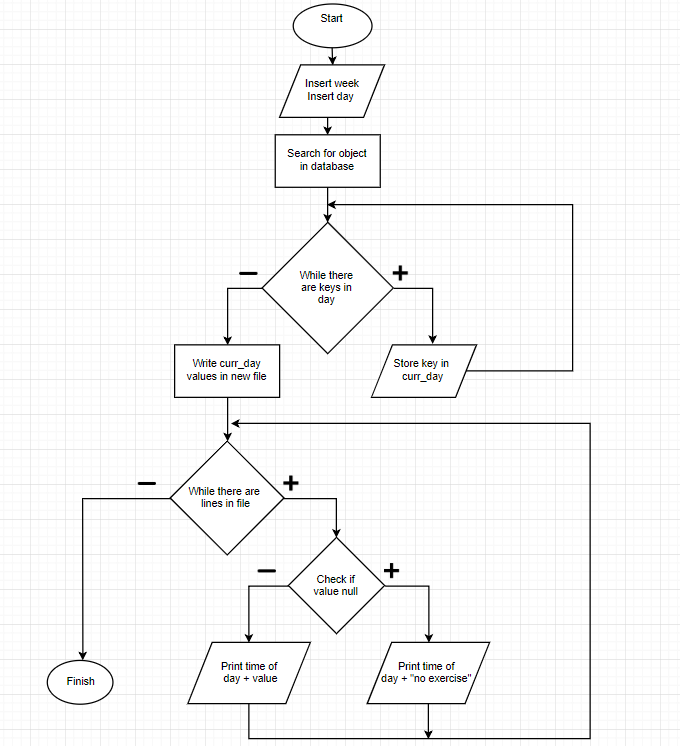 Start
Insert week
Insert day
Search for object
in database
While there
are keys in
day
−
+
Write curr_day
values in new file
Store key in
curr_day
While there are
lines in file
−
+
Check if
value null
−
+
Print time of
day + value
Print time of
day + "no exercise"
Finish